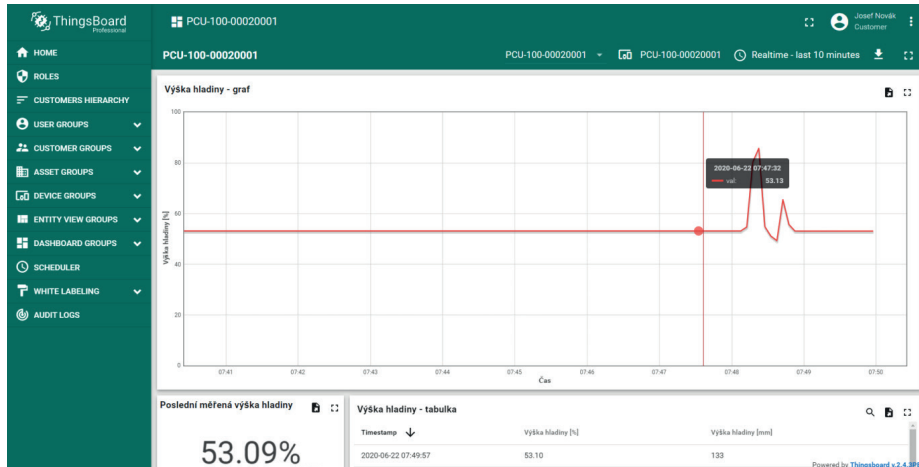 ThingsBoard
Professional
PCU-100-00020001
Josef Novák
Customer
HOME
ROLES
CUSTOMERS HIERARCHY
USER GROUPS
CUSTOMER GROUPS
ASSET GROUPS
DEVICE GROUPS
ENTITY VIEW GROUPS
DASHBOARD GROUPS
SCHEDULER
WHITE LABELING
AUDIT LOGS
PCU-100-00020001
PCU-100-00020001
PCU-100-00020001
Realtime - last 10 minutes
Výška hladiny - graf
100
80
60
40
20
0
Výška hladiny [%]
2020-06-22 07:47:32
val: 53.13
07:41 07:42 07:43 07:44 07:45 07:46 07:47 07:48 07:49 07:50
Čas
Poslední měřená výška hladiny
53.09%
Výška hladiny - tabulka
Timestamp Výška hladiny [%] Výška hladiny [mm]
2020-06-22 07:49:57 53.10 133
Powered by Thingsboard v.2.4.